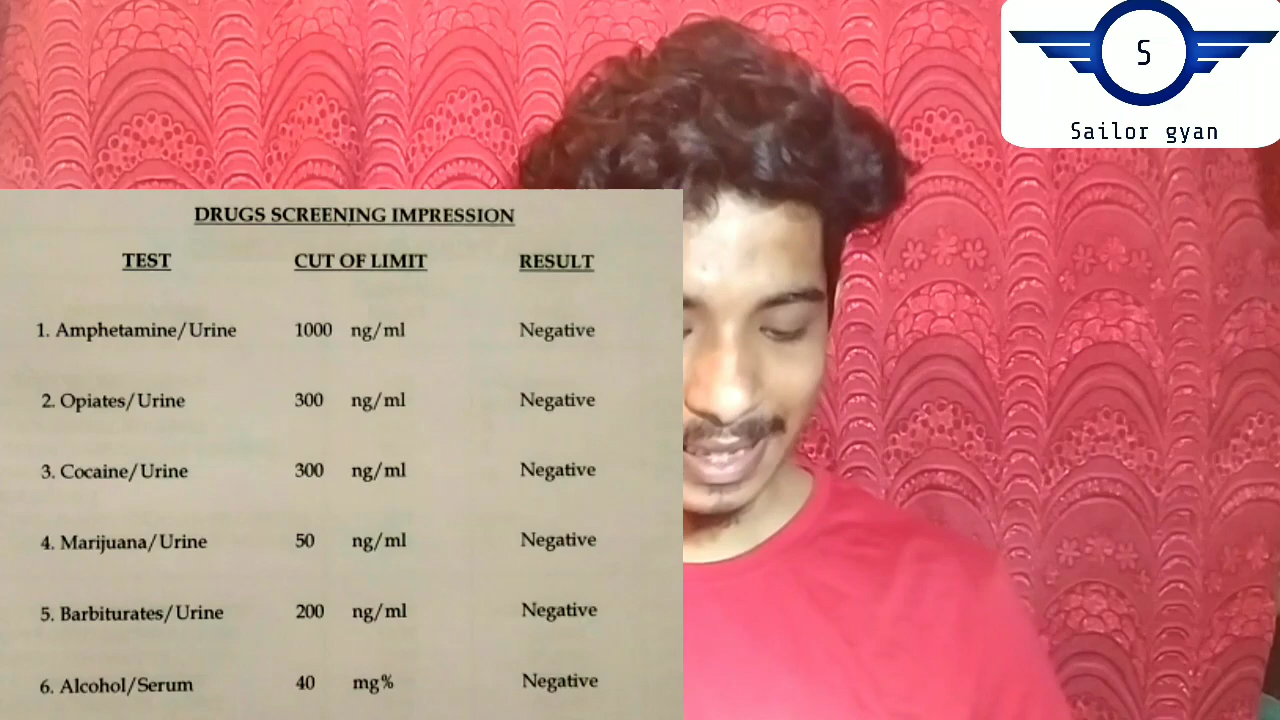 S
Sailor gyan
DRUGS SCREENING IMPRESSION
TEST CUT OF LIMIT RESULT
1. Amphetamine/Urine 1000 ng/ml Negative
2. Opiates/Urine 300 ng/ml Negative
3. Cocaine/Urine 300 ng/ml Negative
4. Marijuana/Urine 50 ng/ml Negative
5. Barbiturates/Urine 200 ng/ml Negative
6. Alcohol/Serum 40 mg% Negative